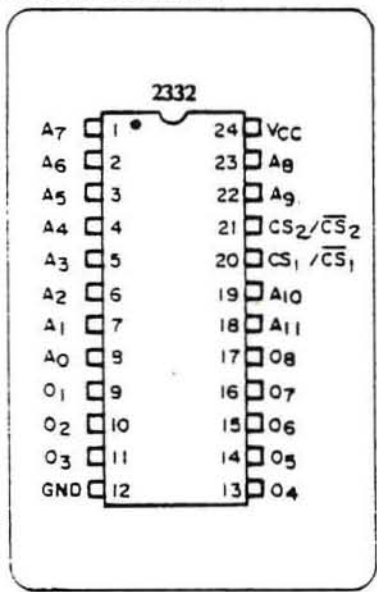 2332
A7 1 24 VCC
A6 2 23 A8
A5 3 22 A9
A4 4 21 CS2/C̅S̅2
A3 5 20 CS1/C̅S̅1
A2 6 19 A10
A1 7 18 A11
A0 8 17 O8
O1 9 16 O7
O2 10 15 O6
O3 11 14 O5
GND 12 13 O4